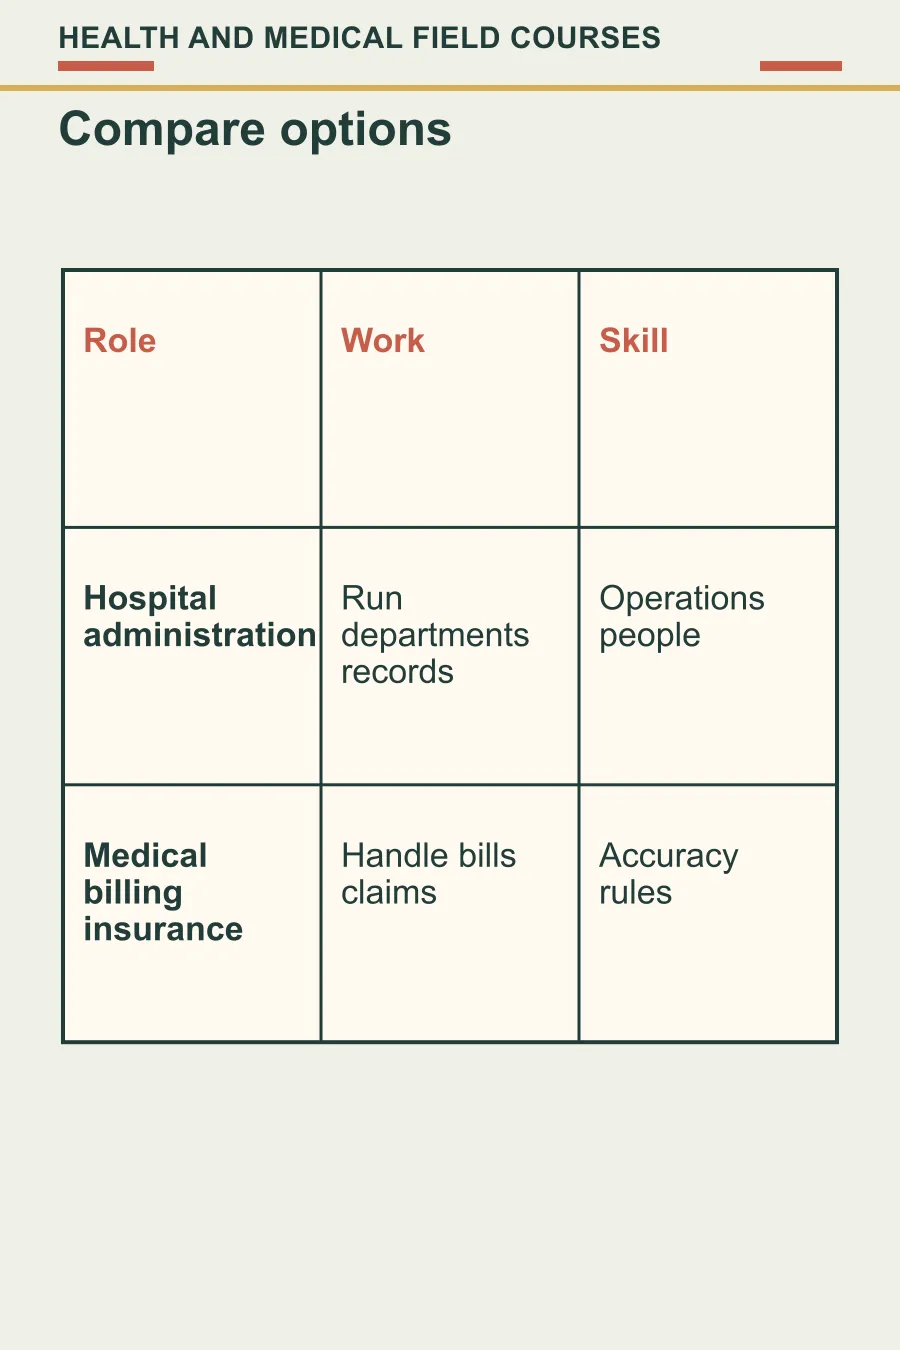 HEALTH AND MEDICAL FIELD COURSES
Compare options
Role
Work
Skill
Hospital
administration
Run
departments
records
Operations
people
Medical
billing
insurance
Handle bills
claims
Accuracy
rules